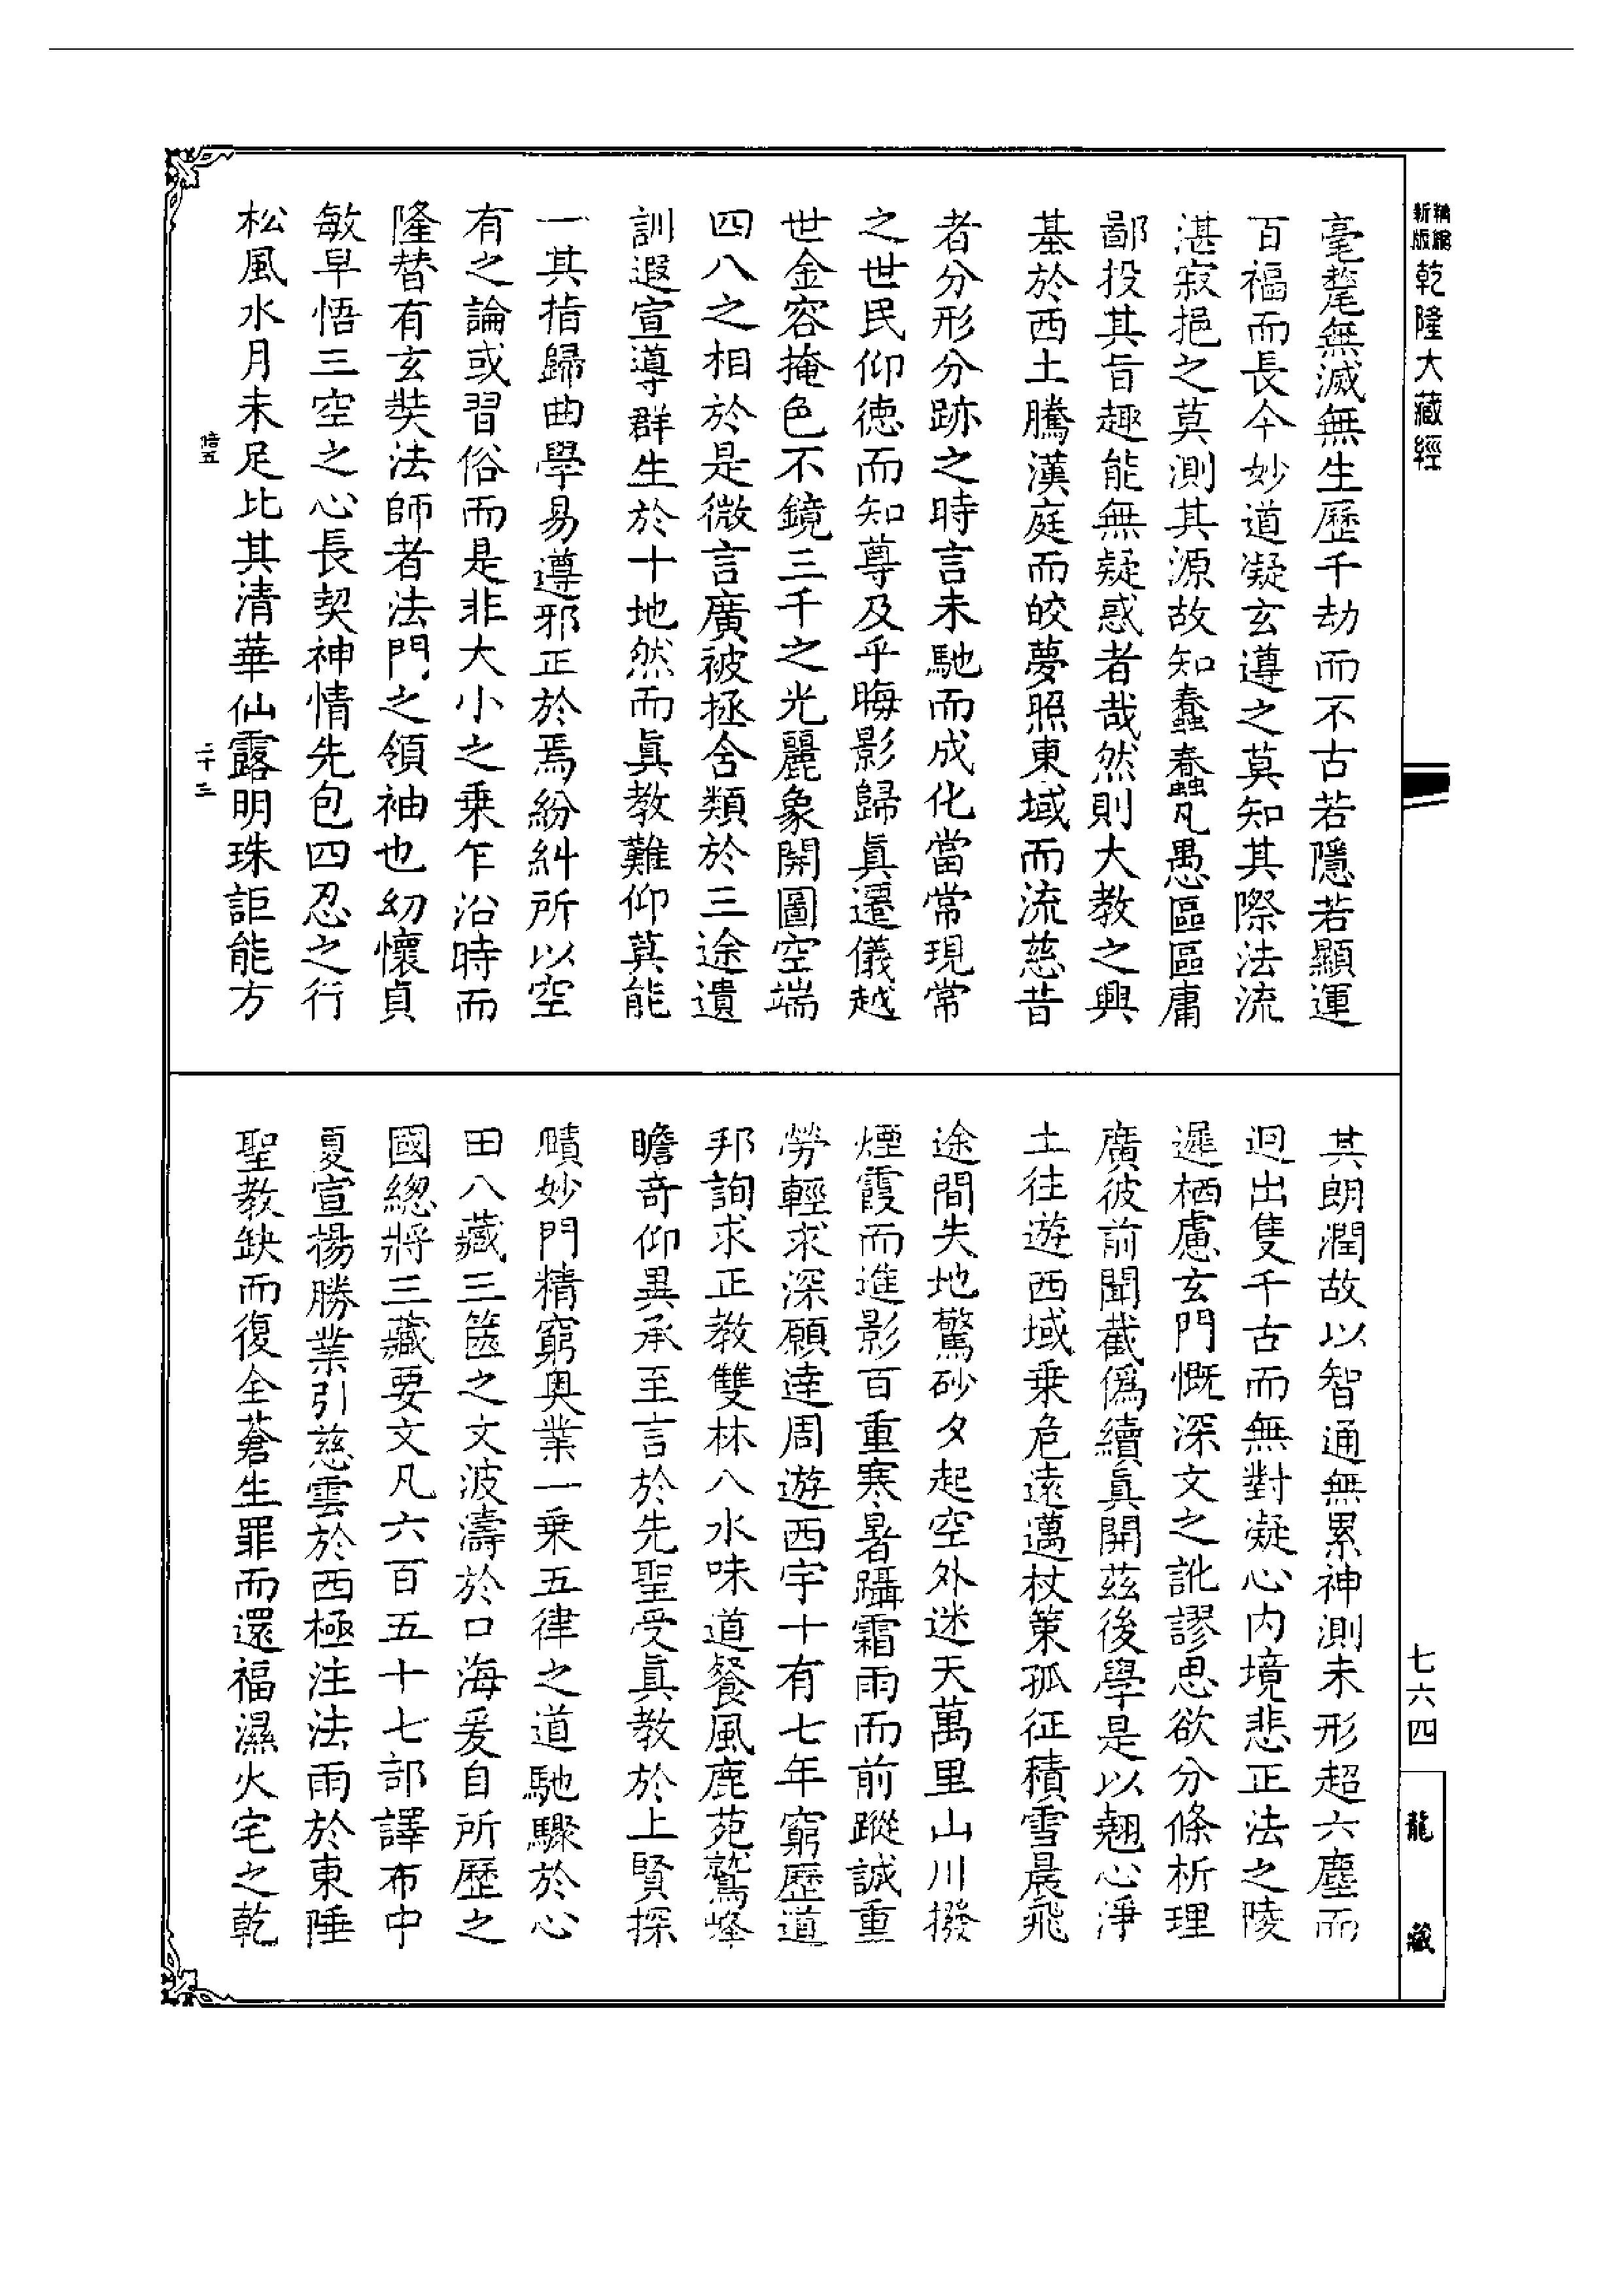 新編縮版乾隆大藏經
毫氂無滅無生歷千劫而不古若隱若顯運
百福而長今妙道凝玄遵之莫知其際法流
湛寂挹之莫測其源故知蠢蠢凡愚區區庸
鄙投其旨趣能無疑惑者哉然則大教之興
基於西土騰漢庭而皎夢照東域而流慈昔
者分形分跡之時言未馳而成化當常現常
之世民仰德而知尊及乎晦影歸眞遷儀越
世金容掩色不鏡三千之光麗象開圖空端
四八之相於是微言廣被拯含類於三途遺
訓遐宣導群生於十地然而眞教難仰莫能
一其指歸曲學易遵邪正於焉紛糾所以空
有之論或習俗而是非大小之乗乍沿時而
隆替有玄奘法師者法門之領袖也幼懷貞
敏早悟三空之心長契神情先包四忍之行
松風水月未足比其清華仙露明珠詎能方
二十三
其朗潤故以智通無累神測未形超六塵而
迥出隻千古而無對凝心内境悲正法之陵
遲栖慮玄門慨深文之訛謬思欲分條析理
廣彼前聞截僞續眞開茲後學是以翹心淨
土往遊西域乗危遠邁杖策孤征積雪晨飛
途間失地驚砂夕起空外迷天萬里山川撥
煙霞而進影百重寒暑躡霜雨而前蹤誠重
勞輕求深願達周遊西宇十有七年窮歷道
邦詢求正教雙林八水味道餐風鹿苑鷲峰
瞻奇仰異承至言於先聖受眞教於上賢探
賾妙門精窮奥業一乗五律之道馳驟於心
田八藏三篋之文波濤於口海爰自所歷之
國緫將三藏要文凡六百五十七部譯布中
夏宣揚勝業引慈雲於西極注法雨於東陲
聖教缺而復全蒼生罪而還福濕火宅之乾
七六四
龍藏